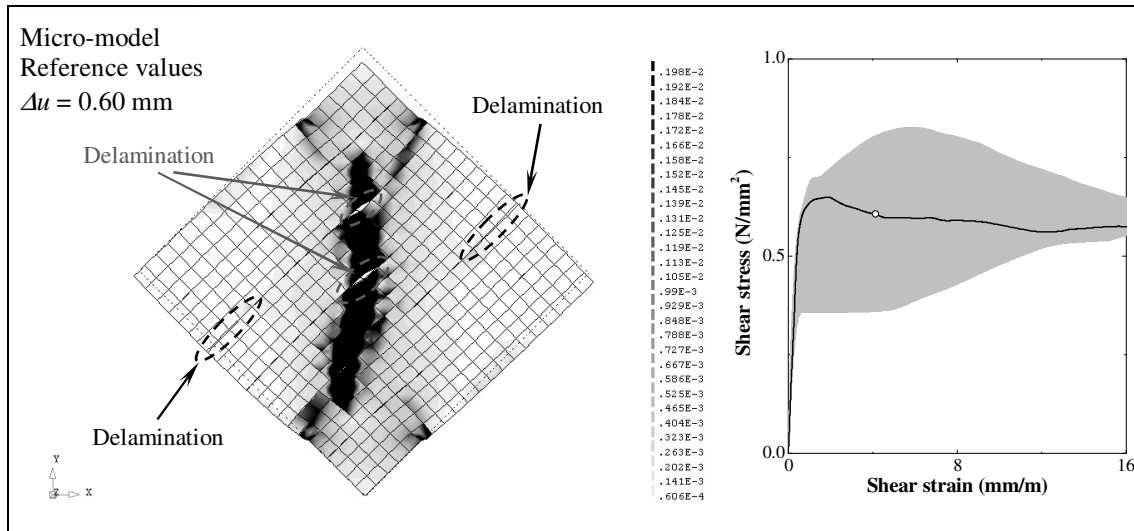 Micro-model
Reference values
Δu = 0.60 mm
Delamination
Delamination
Delamination
Y
Z
X
.198E-2
.192E-2
.184E-2
.178E-2
.172E-2
.166E-2
.158E-2
.152E-2
.145E-2
.139E-2
.131E-2
.125E-2
.119E-2
.113E-2
.105E-2
.99E-3
.929E-3
.848E-3
.788E-3
.727E-3
.667E-3
.586E-3
.525E-3
.465E-3
.404E-3
.323E-3
.263E-3
.202E-3
.141E-3
.606E-4
Shear stress (N/mm²)
1.0
0.5
0.0
0
8
16
Shear strain (mm/m)